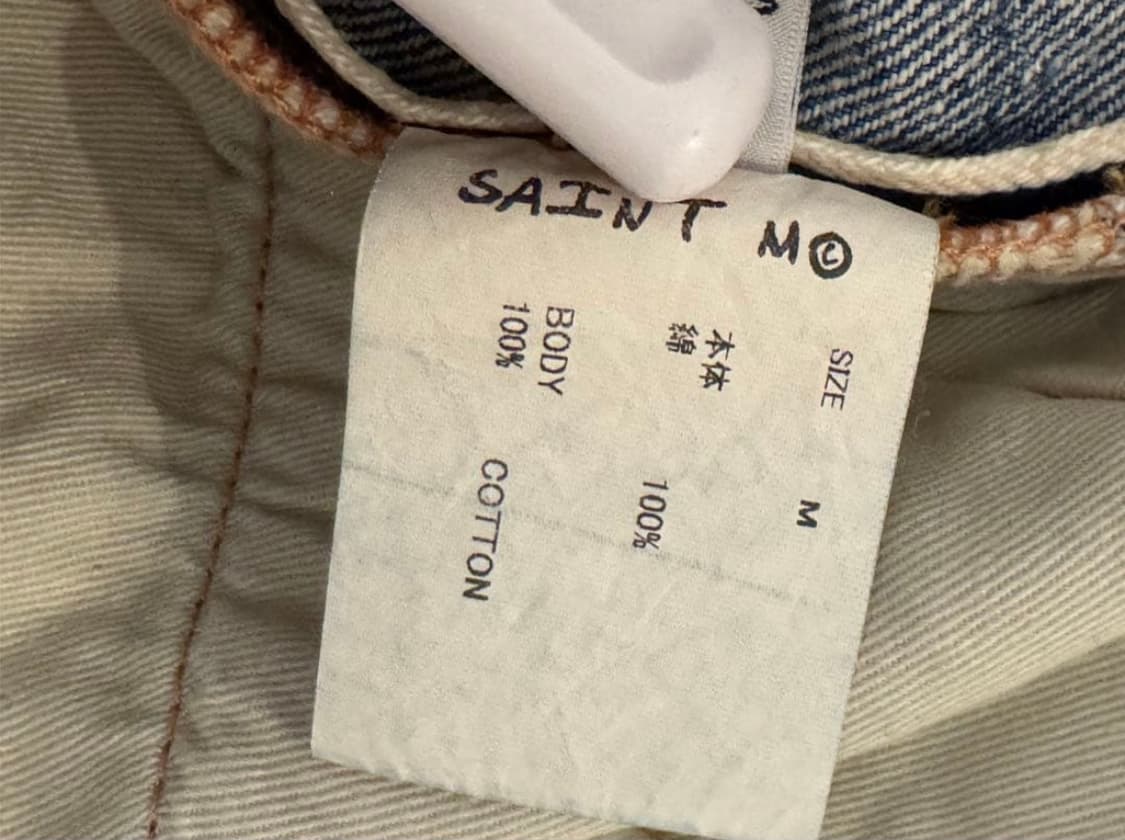 SAINT M©
SIZE M
本体
綿 100%
BODY
100% COTTON